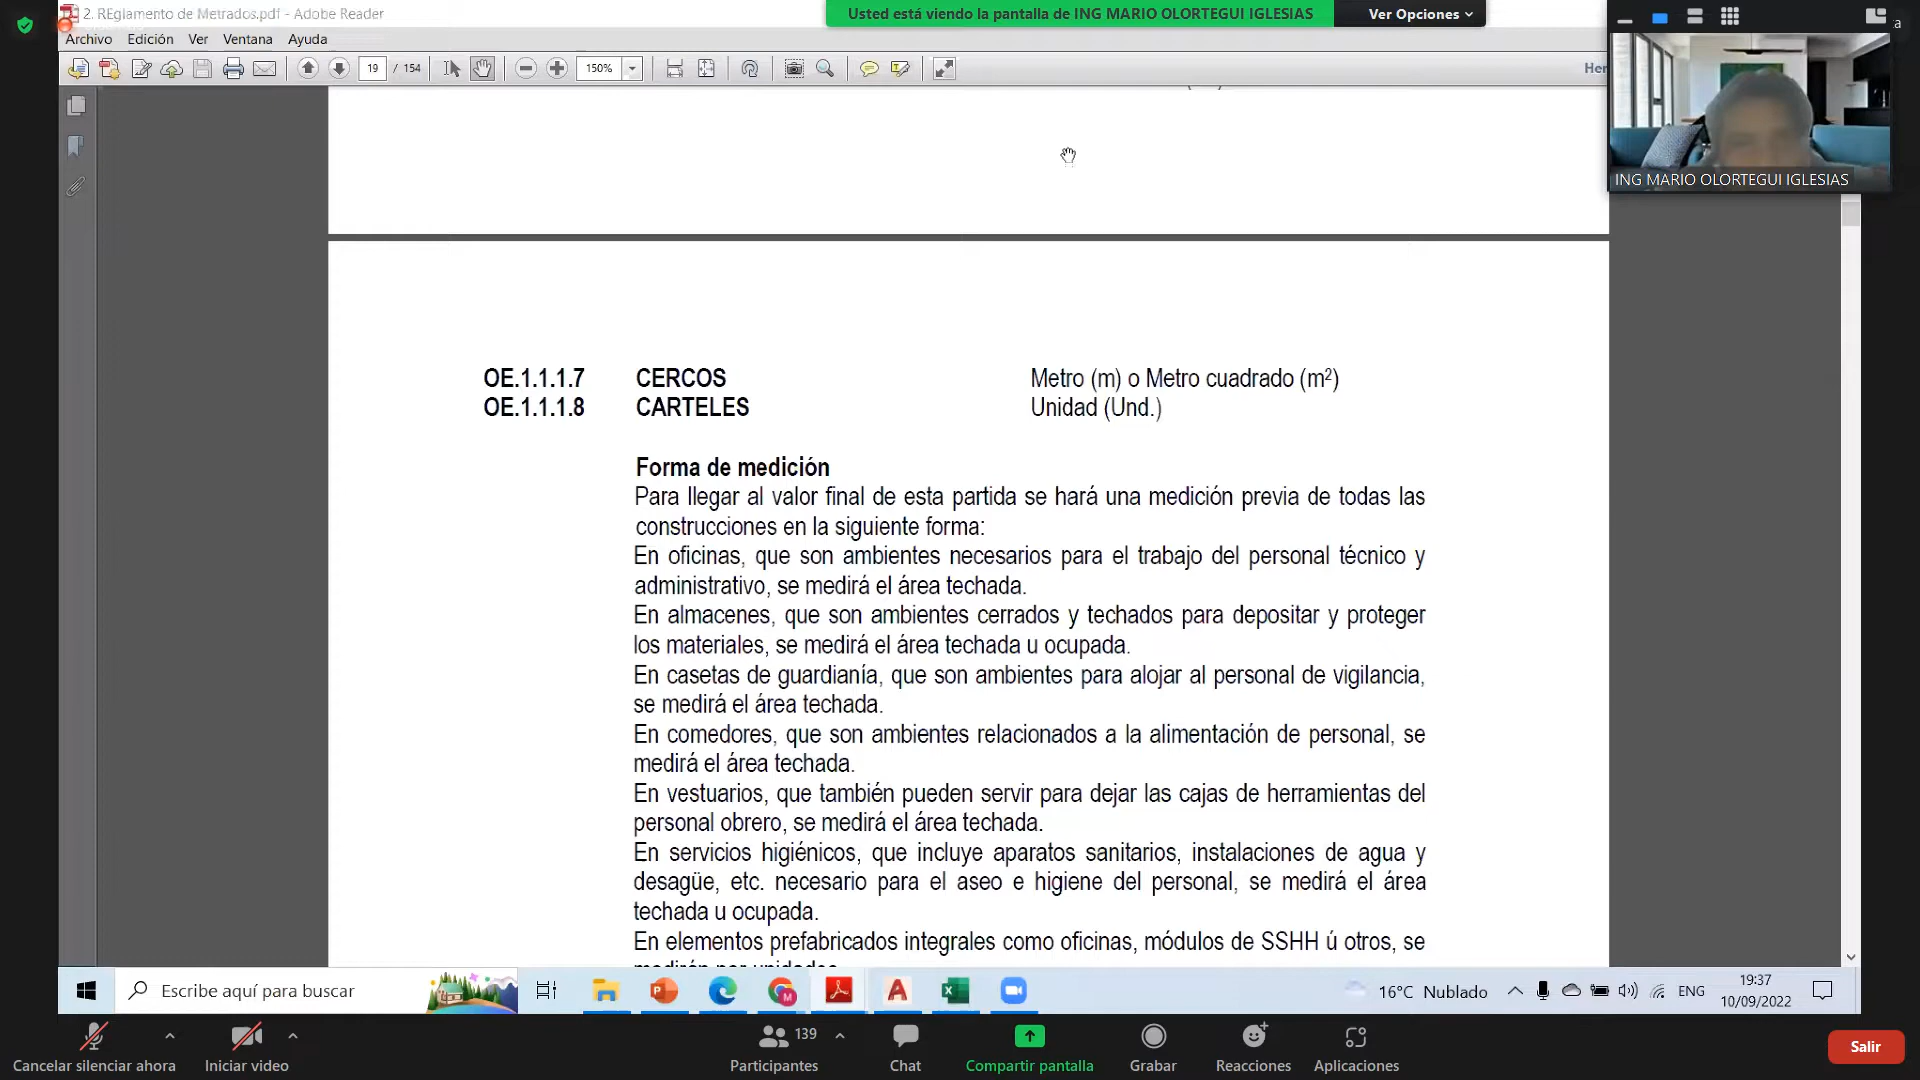 2. REglamento de Metrados.pdf - Adobe Reader
Usted está viendo la pantalla de ING MARIO OLORTEGUI IGLESIAS
Ver Opciones
Archivo Edición Ver Ventana Ayuda
19 / 154
150%
ING MARIO OLORTEGUI IGLESIAS
OE.1.1.1.7 CERCOS Metro (m) o Metro cuadrado (m²)
OE.1.1.1.8 CARTELES Unidad (Und.)
Forma de medición
Para llegar al valor final de esta partida se hará una medición previa de todas las
construcciones en la siguiente forma:
En oficinas, que son ambientes necesarios para el trabajo del personal técnico y
administrativo, se medirá el área techada.
En almacenes, que son ambientes cerrados y techados para depositar y proteger
los materiales, se medirá el área techada u ocupada.
En casetas de guardianía, que son ambientes para alojar al personal de vigilancia,
se medirá el área techada.
En comedores, que son ambientes relacionados a la alimentación de personal, se
medirá el área techada.
En vestuarios, que también pueden servir para dejar las cajas de herramientas del
personal obrero, se medirá el área techada.
En servicios higiénicos, que incluye aparatos sanitarios, instalaciones de agua y
desagüe, etc. necesario para el aseo e higiene del personal, se medirá el área
techada u ocupada.
En elementos prefabricados integrales como oficinas, módulos de SSHH ú otros, se
Escribe aquí para buscar
16°C Nublado
ENG
19:37
10/09/2022
Cancelar silenciar ahora
Iniciar video
139
Participantes
Chat
Compartir pantalla
Grabar
Reacciones
Aplicaciones
Salir